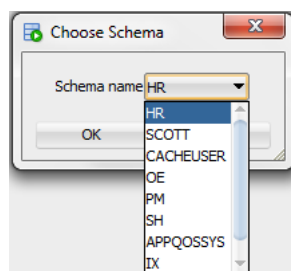 Choose Schema
Schema name HR
HR
OK
SCOTT
CACHEUSER
OE
PM
SH
APPQOSSYS
IX